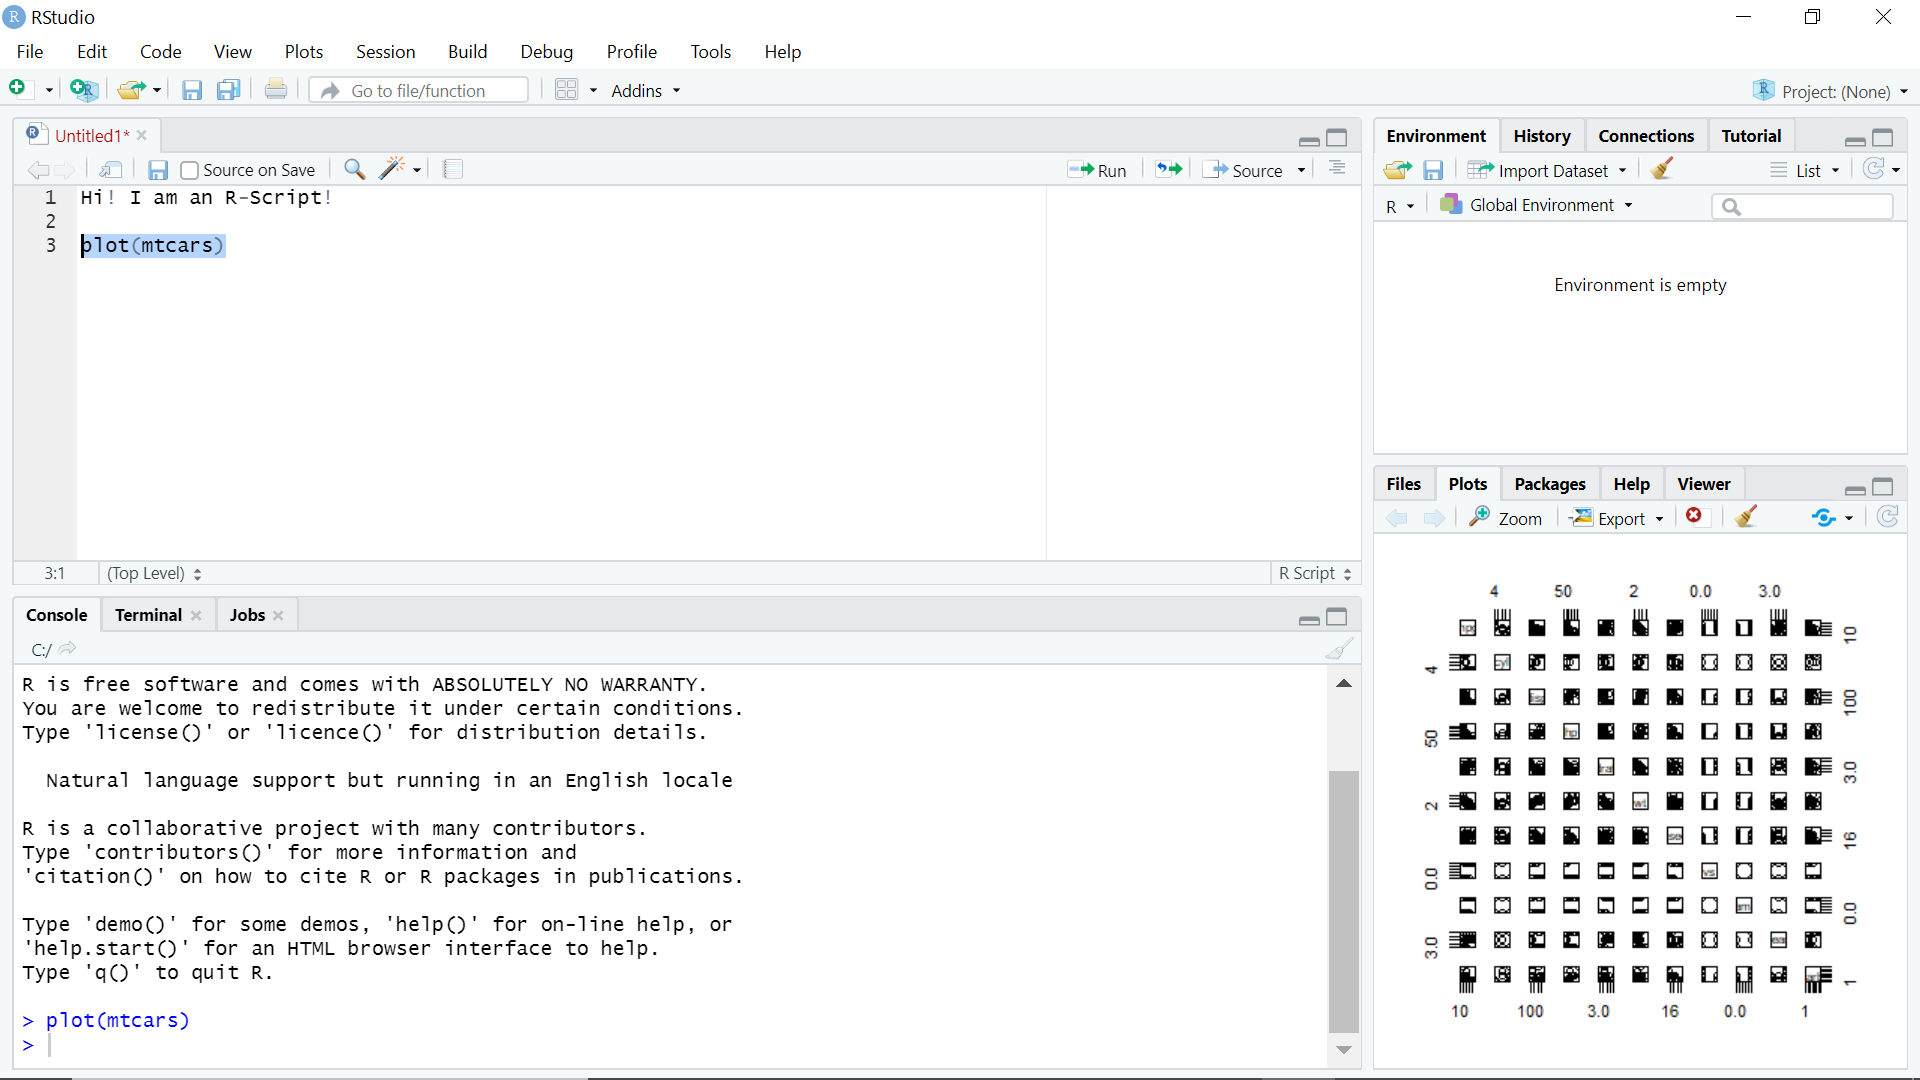 RStudio
File Edit Code View Plots Session Build Debug Profile Tools Help
Go to file/function Addins Project: (None)
Untitled1*
Source on Save Run Source
1 Hi! I am an R-Script!
2
3 plot(mtcars)
3:1 (Top Level) R Script
Console Terminal Jobs
C:/
R is free software and comes with ABSOLUTELY NO WARRANTY.
You are welcome to redistribute it under certain conditions.
Type 'license()' or 'licence()' for distribution details.
Natural language support but running in an English locale
R is a collaborative project with many contributors.
Type 'contributors()' for more information and
'citation()' on how to cite R or R packages in publications.
Type 'demo()' for some demos, 'help()' for on-line help, or
'help.start()' for an HTML browser interface to help.
Type 'q()' to quit R.
> plot(mtcars)
>
Environment History Connections Tutorial
Import Dataset List
R Global Environment
Environment is empty
Files Plots Packages Help Viewer
Zoom Export
4 50 2 0.0 3.0
10
4 cyl
100
50 hp
3.0
2 wt
16
0.0 vs
am 0.0
3.0
1
10 100 3.0 16 0.0 1